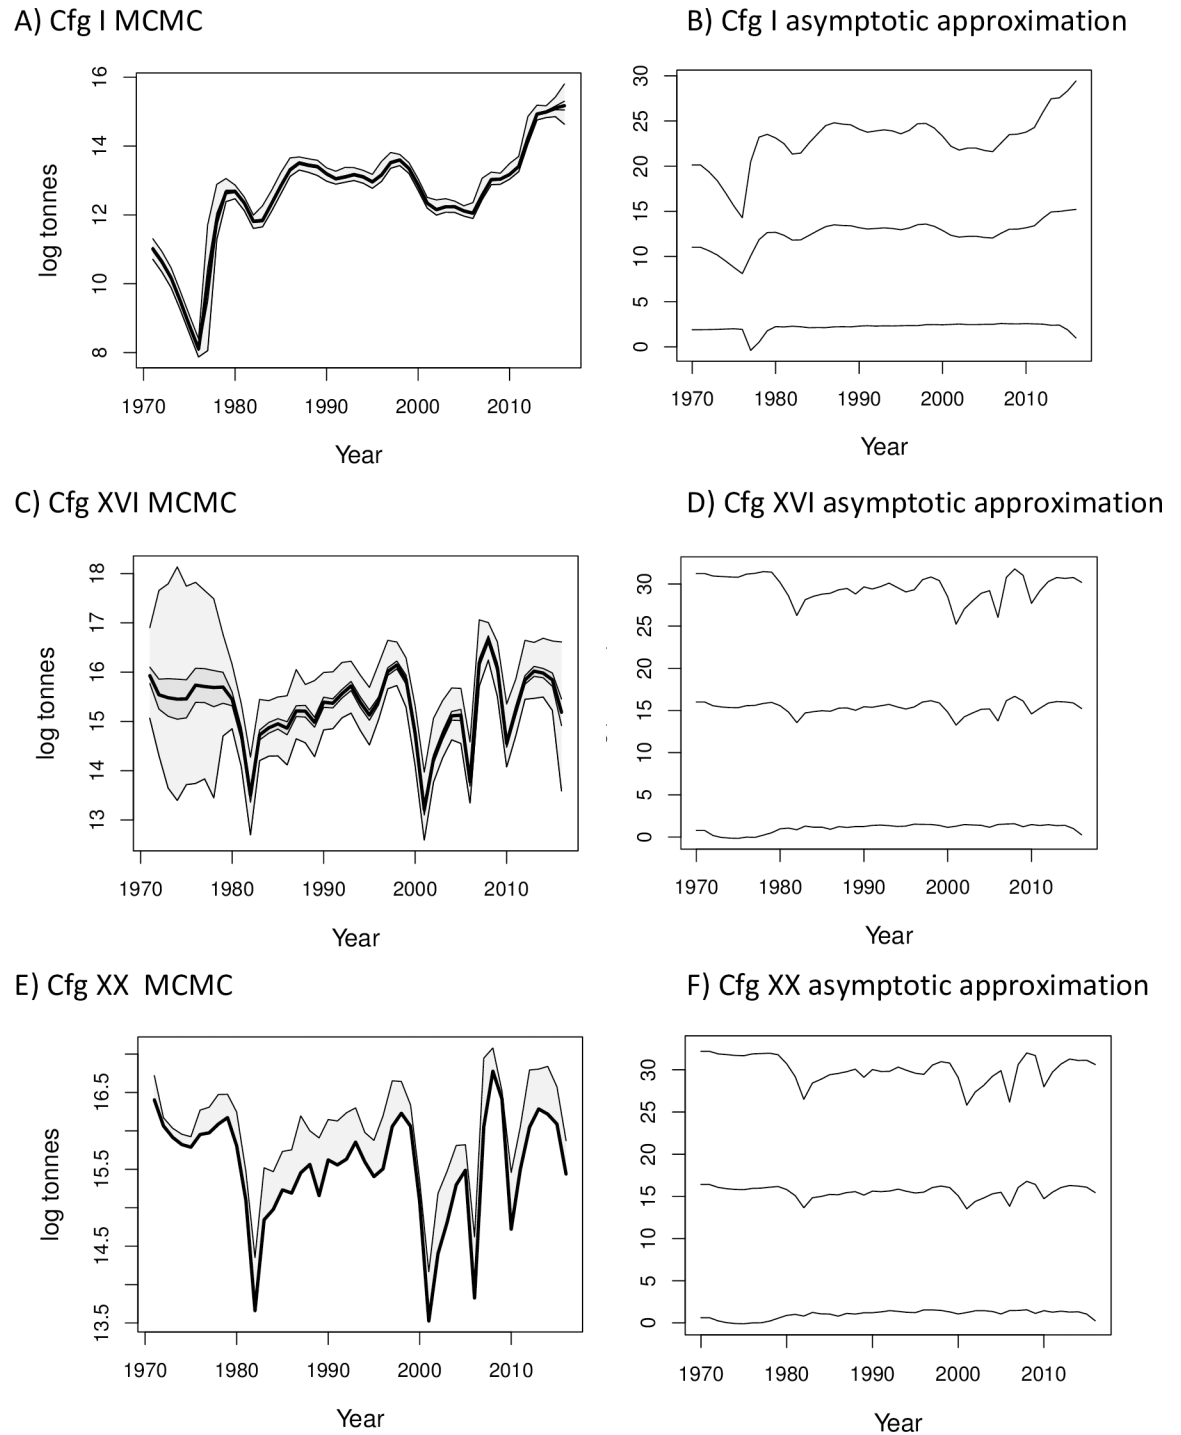 A) Cfg I MCMC
B) Cfg I asymptotic approximation
log tonnes
16
14
12
10
8
1970 1980 1990 2000 2010
Year
30
25
20
15
10
5
0
1970 1980 1990 2000 2010
Year
C) Cfg XVI MCMC
D) Cfg XVI asymptotic approximation
log tonnes
18
17
16
15
14
13
1970 1980 1990 2000 2010
Year
30
25
20
15
10
5
0
1970 1980 1990 2000 2010
Year
E) Cfg XX MCMC
F) Cfg XX asymptotic approximation
log tonnes
16.5
15.5
14.5
13.5
1970 1980 1990 2000 2010
Year
30
25
20
15
10
5
0
1970 1980 1990 2000 2010
Year